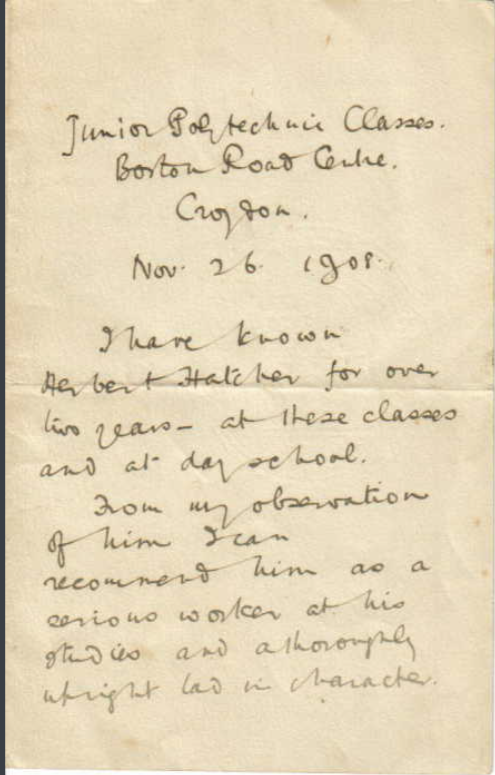 Junior Polytechnic Classes.
Boston Road Centre.
Croydon.
Nov. 26. 1908.
I have known
Herbert Hatcher for over
two years – at these classes
and at day school.
From my observation
of him I can
recommend him as a
serious worker at his
studies and a thoroughly
upright lad in character.